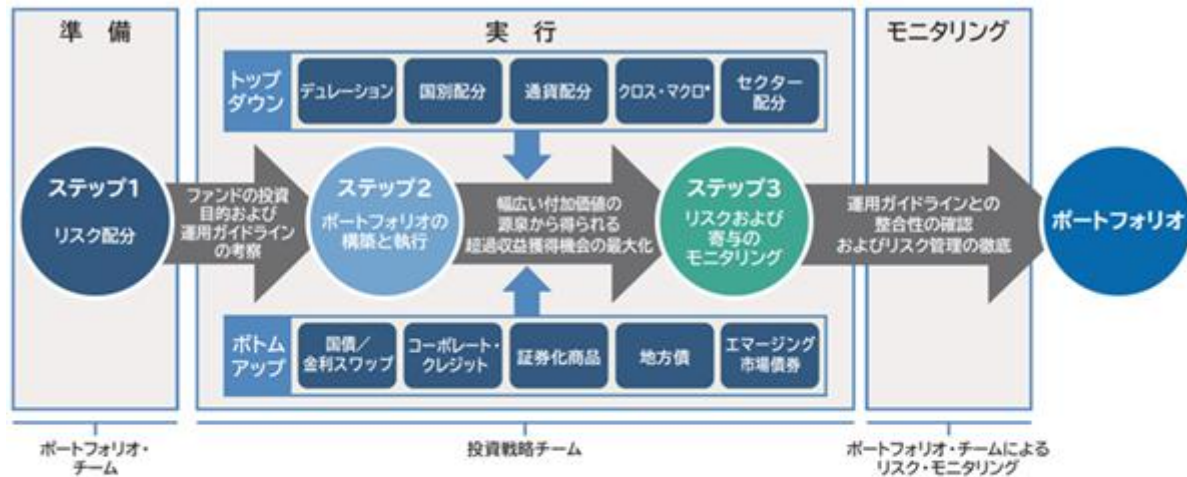 準 備
実 行
モニタリング
トップ
ダウン
デュレーション
国別配分
通貨配分
クロス・マクロ*
セクター
配分
ステップ1
リスク配分
ファンドの投資
目的および
運用ガイドライン
の考察
ステップ2
ポートフォリオの
構築と執行
幅広い付加価値の
源泉から得られる
超過収益獲得機会の最大化
ステップ3
リスクおよび
寄与の
モニタリング
運用ガイドラインとの
整合性の確認
およびリスク管理の徹底
ポートフォリオ
ボトム
アップ
国債／
金利スワップ
コーポレート・
クレジット
証券化商品
地方債
エマージング
市場債券
ポートフォリオ・
チーム
投資戦略チーム
ポートフォリオ・チームによる
リスク・モニタリング